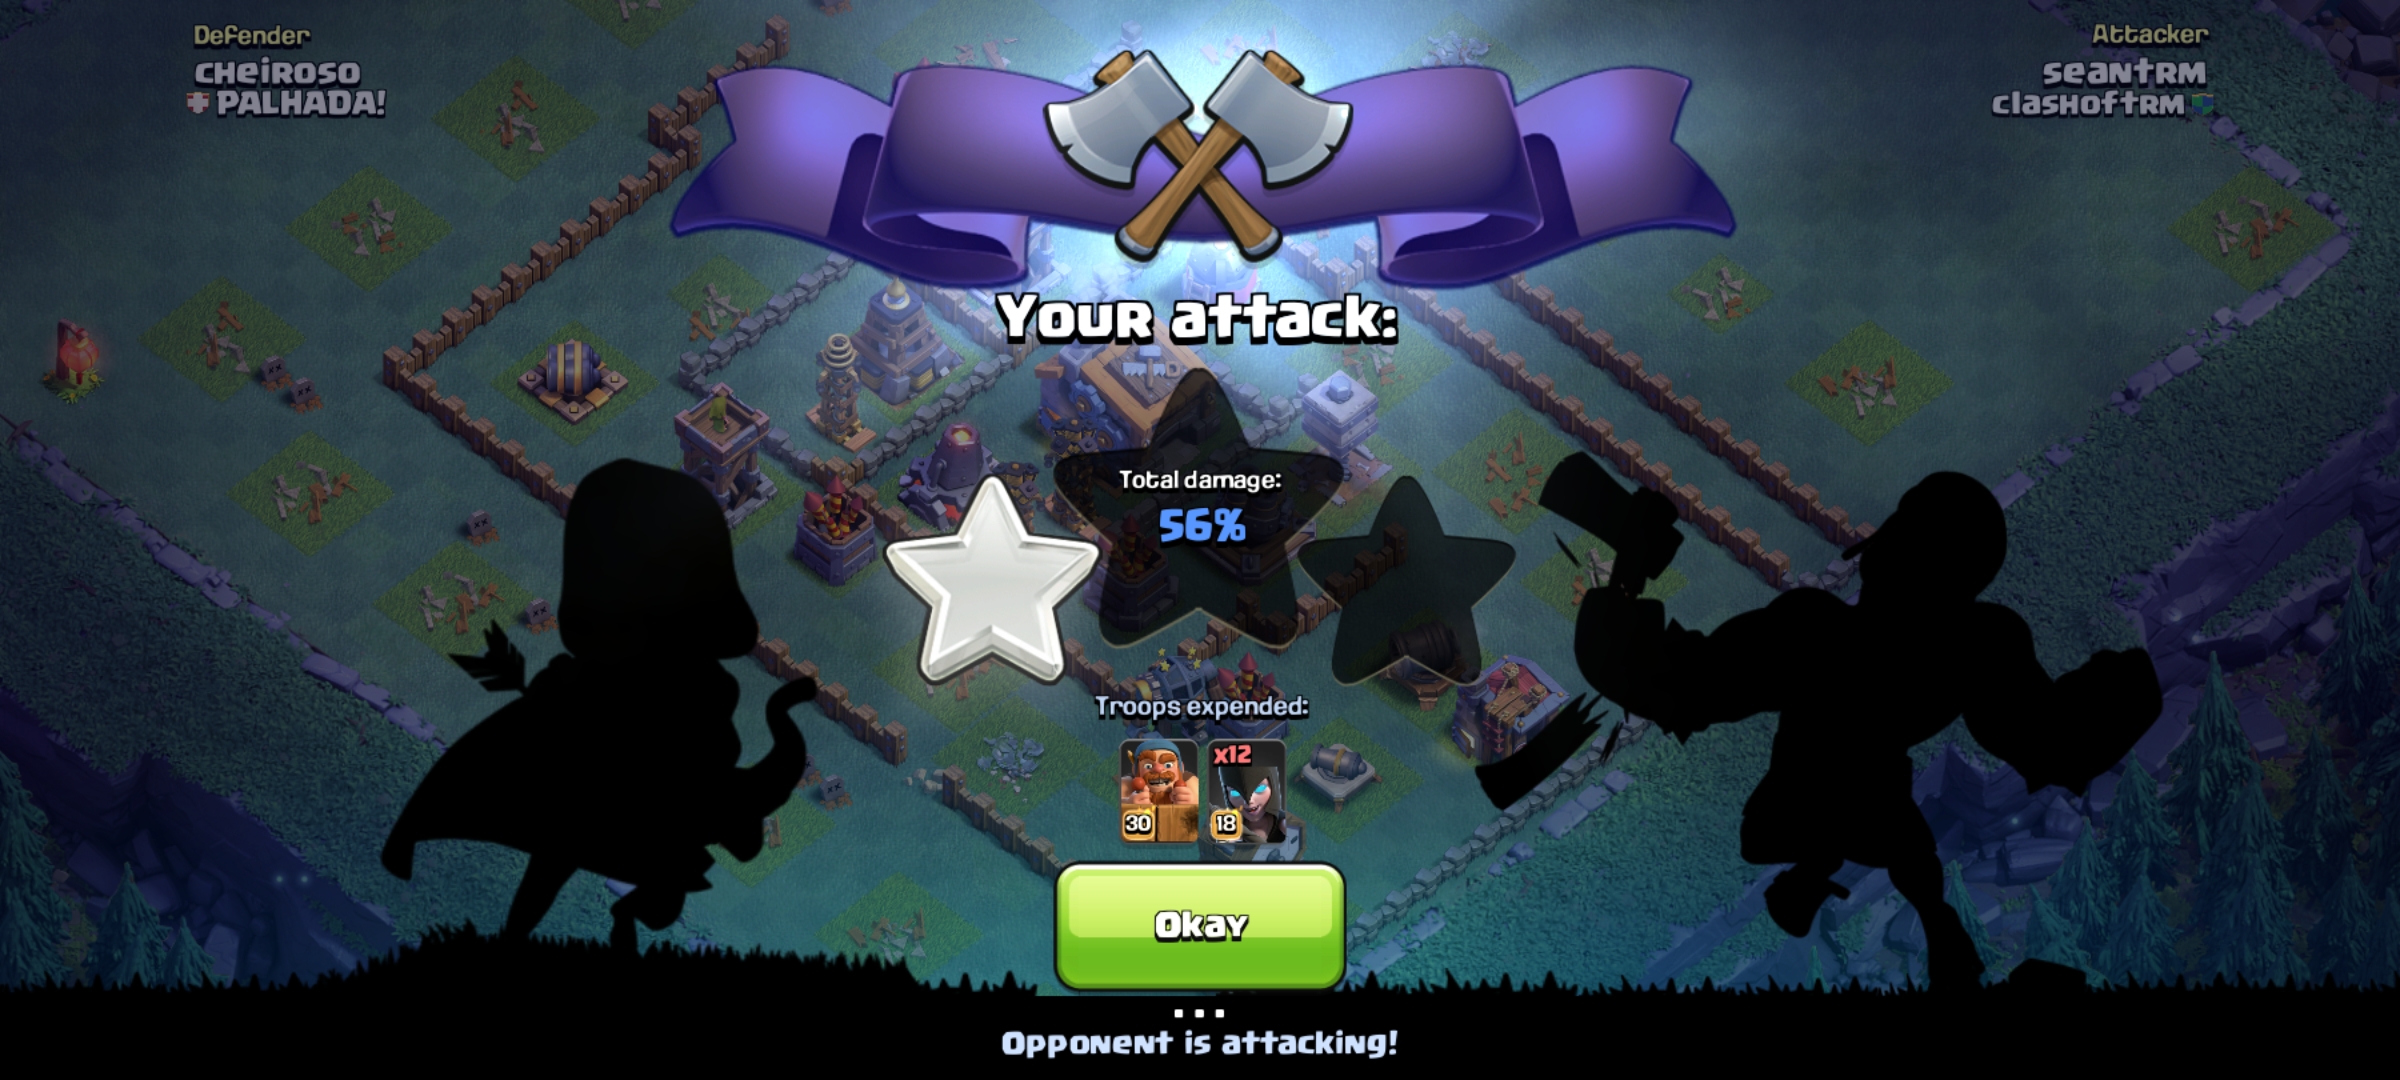 Defender
cheiroso
PALHADA!
Attacker
seantrm
clashoftrm
Your attack:
Total damage:
56%
Troops expended:
x12
30
18
Okay
...
Opponent is attacking!